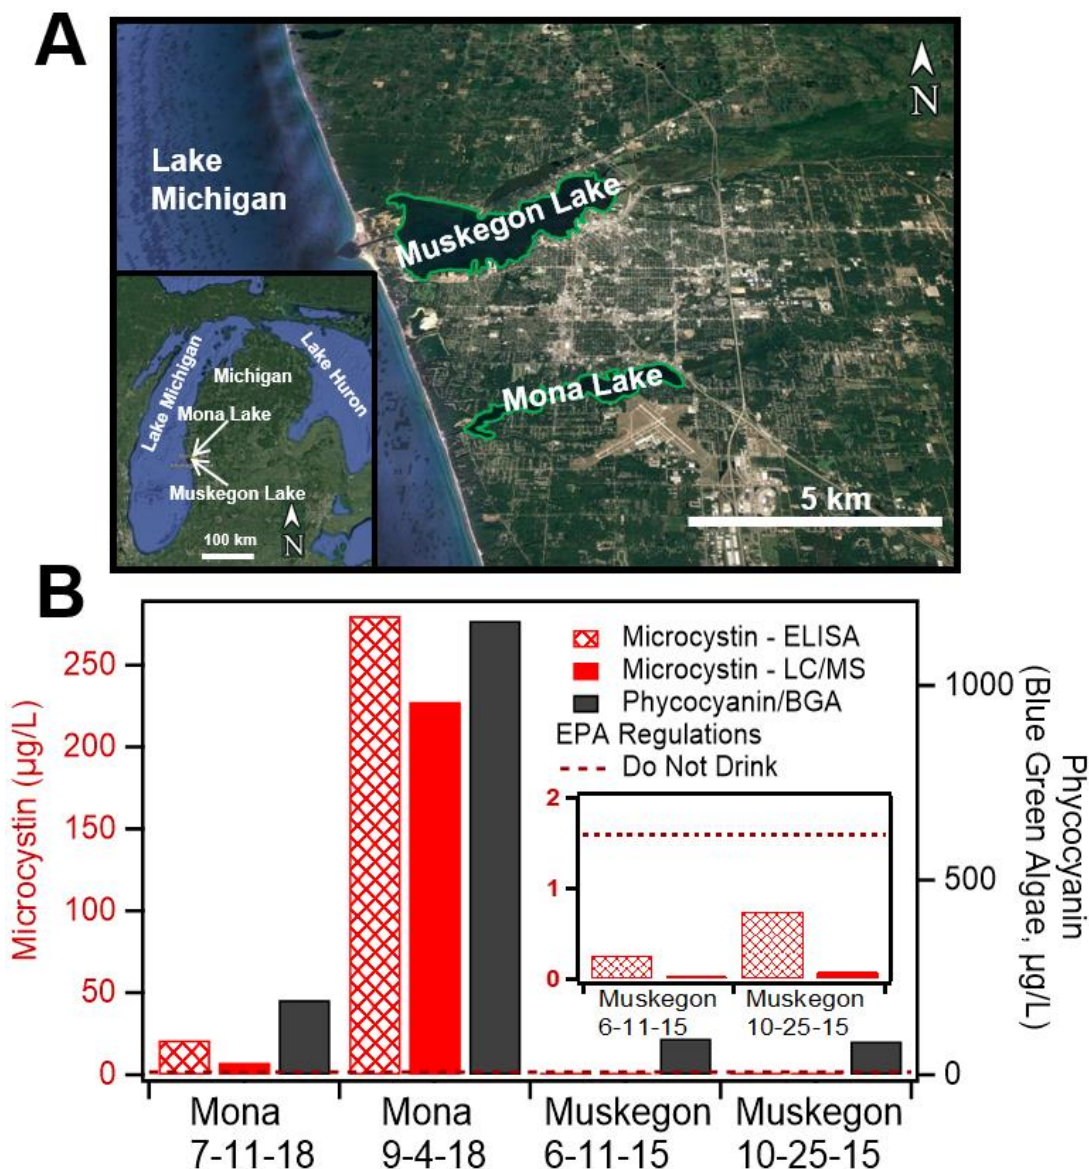 A
Lake
Michigan
Muskegon Lake
N
Mona Lake
5 km
Lake Michigan
Michigan
Lake Huron
Mona Lake
Muskegon Lake
100 km
N
B
Microcystin (µg/L)
250
200
150
100
50
0
Microcystin - ELISA
Microcystin - LC/MS
Phycocyanin/BGA
EPA Regulations
Do Not Drink
2
1
0
Muskegon
6-11-15
Muskegon
10-25-15
1000
500
0
Phycocyanin
(Blue Green Algae, µg/L)
Mona
7-11-18
Mona
9-4-18
Muskegon
6-11-15
Muskegon
10-25-15